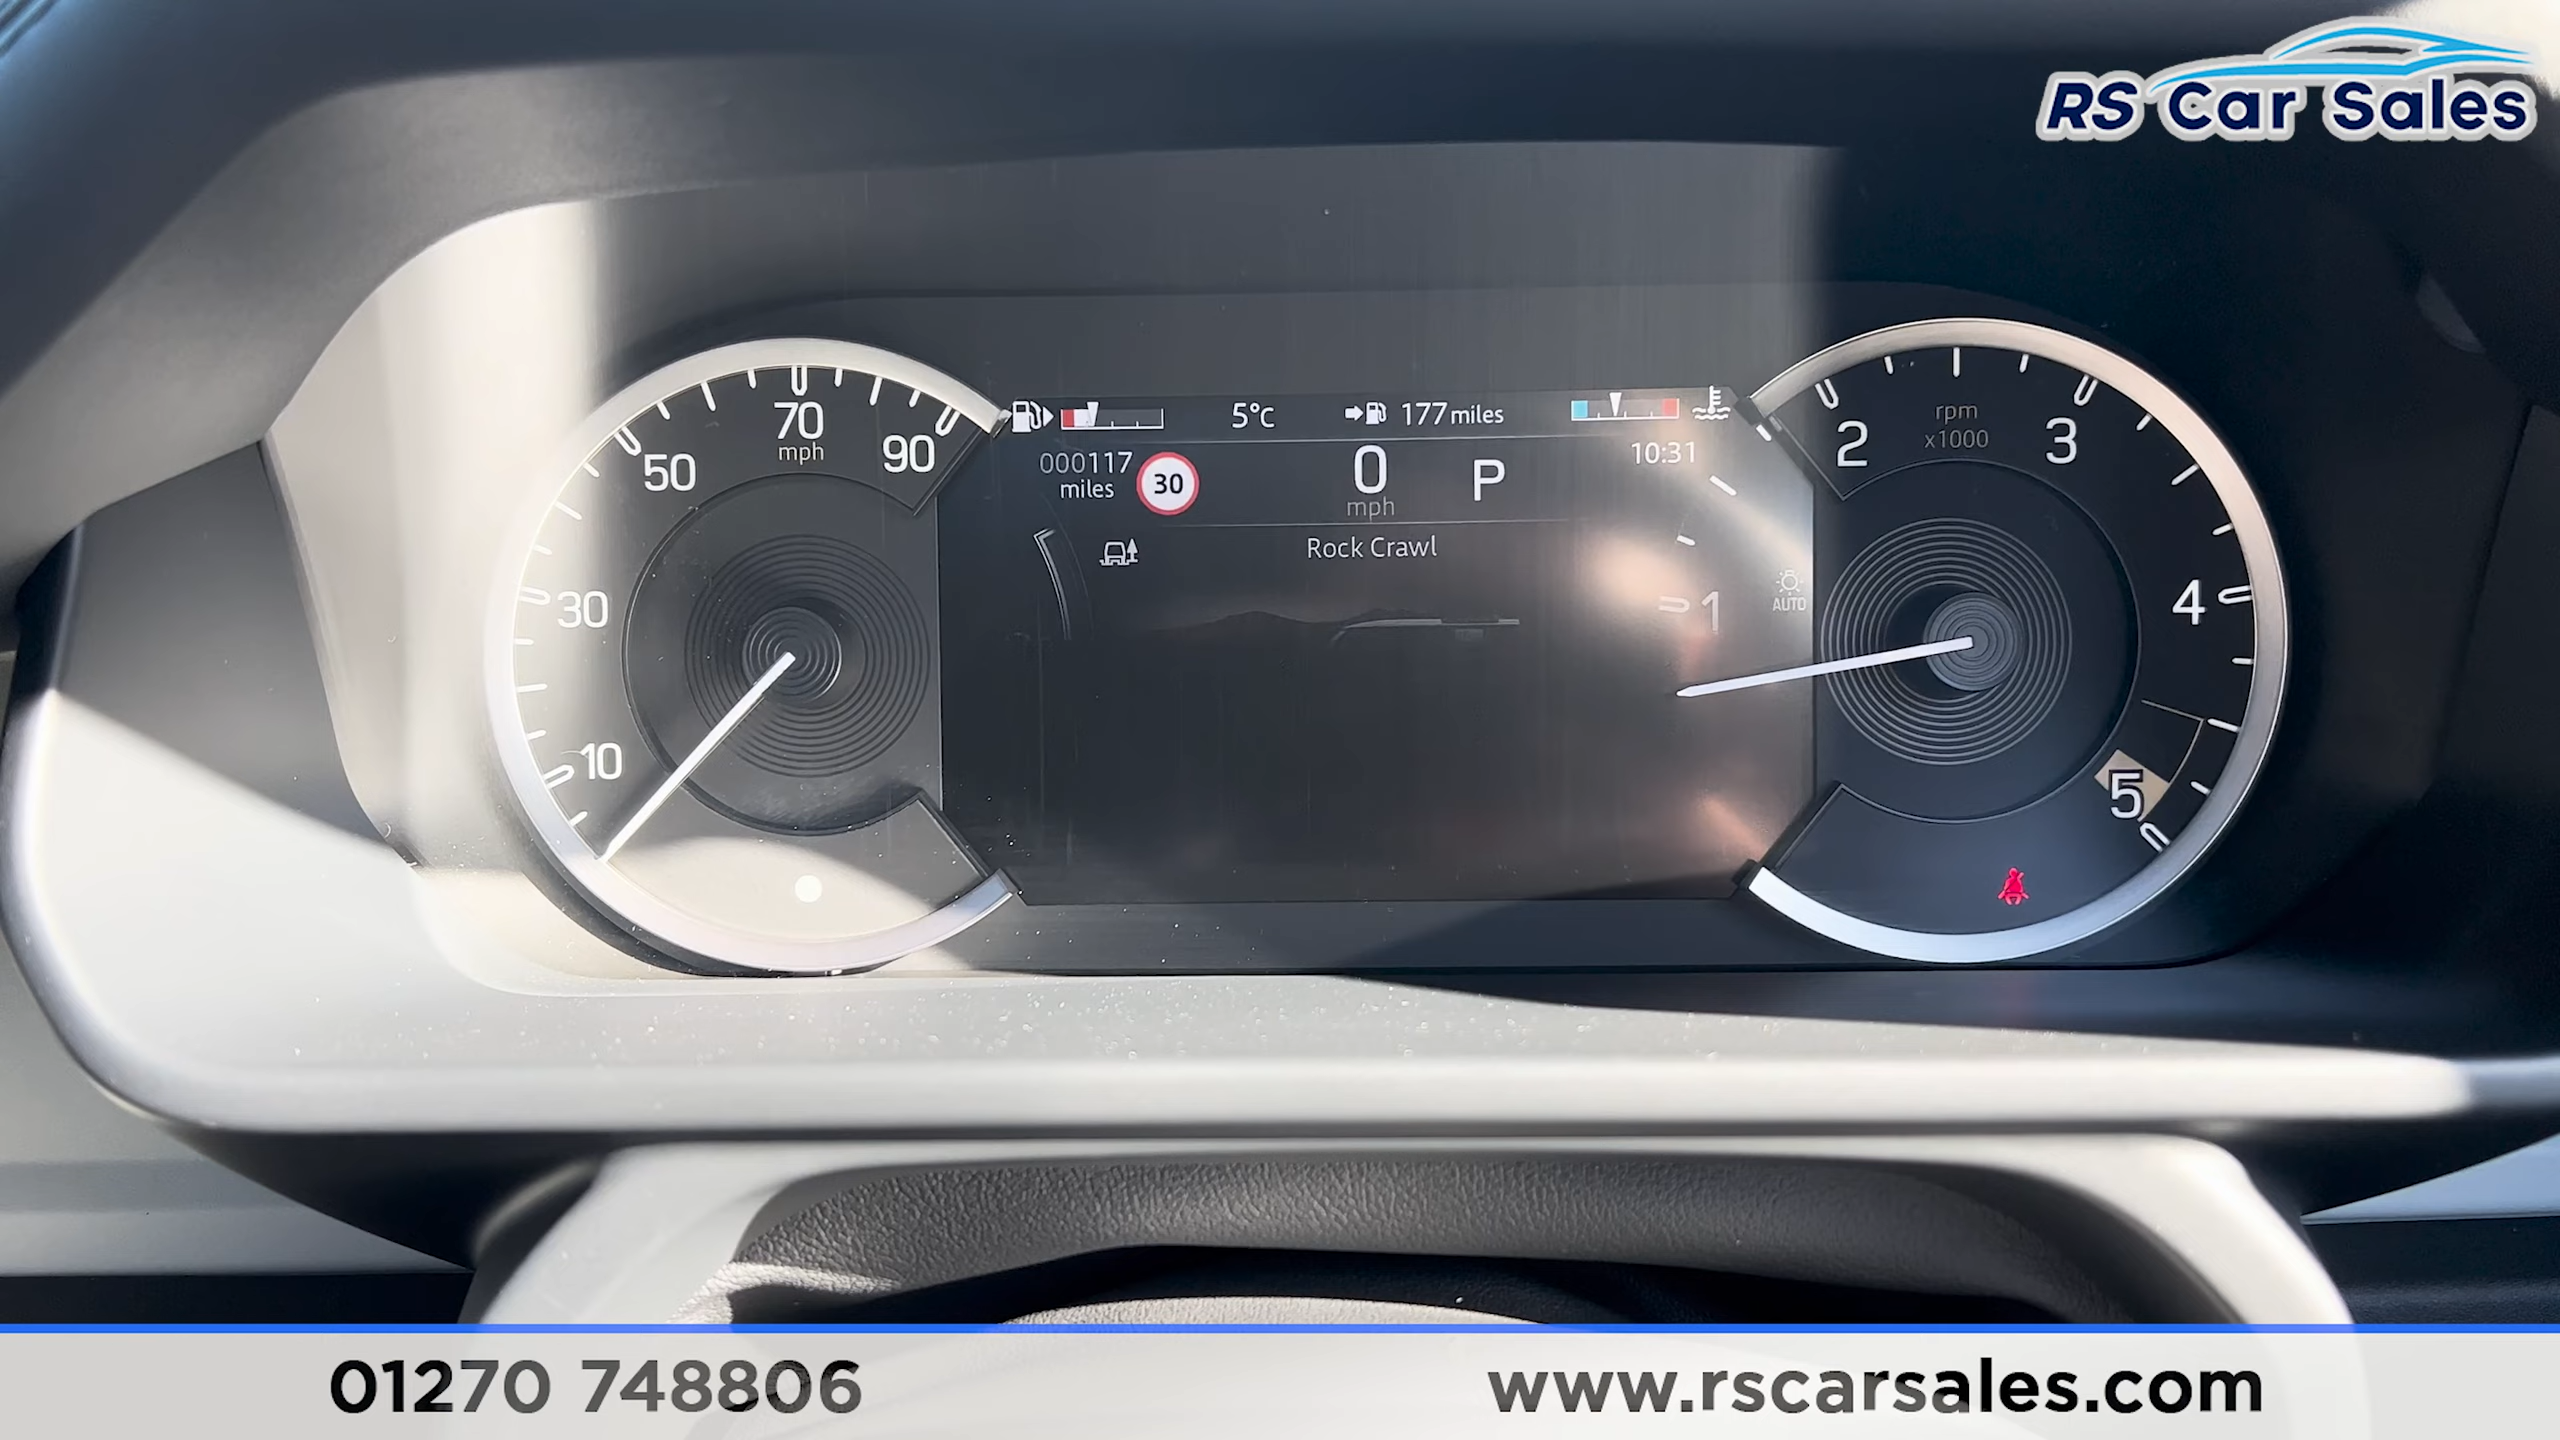 RS Car Sales
70
mph
50
90
30
10
5°C
177 miles
000117
miles
30
0
mph
P
10:31
Rock Crawl
1
AUTO
2
rpm
x1000
3
4
5
01270 748806
www.rscarsales.com